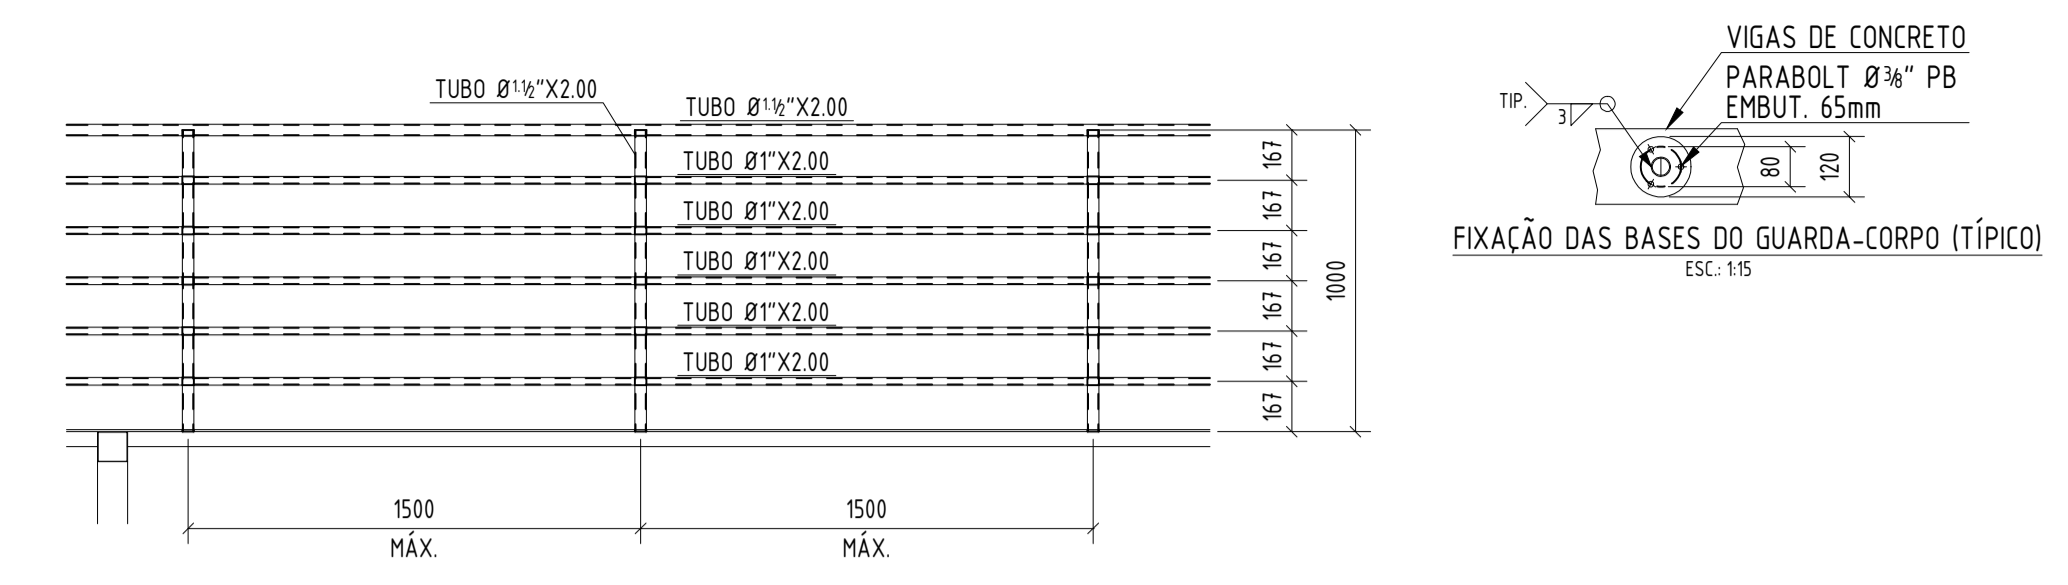 TUBO Ø1.1/2"X2.00
TUBO Ø1.1/2"X2.00
TUBO Ø1"X2.00
TUBO Ø1"X2.00
TUBO Ø1"X2.00
TUBO Ø1"X2.00
TUBO Ø1"X2.00
167
167
167
167
167
167
1000
1500
MÁX.
1500
MÁX.
VIGAS DE CONCRETO
PARABOLT Ø3/8" PB
EMBUT. 65mm
TIP.
3
80
120
FIXAÇÃO DAS BASES DO GUARDA-CORPO (TÍPICO)
ESC.: 1:15